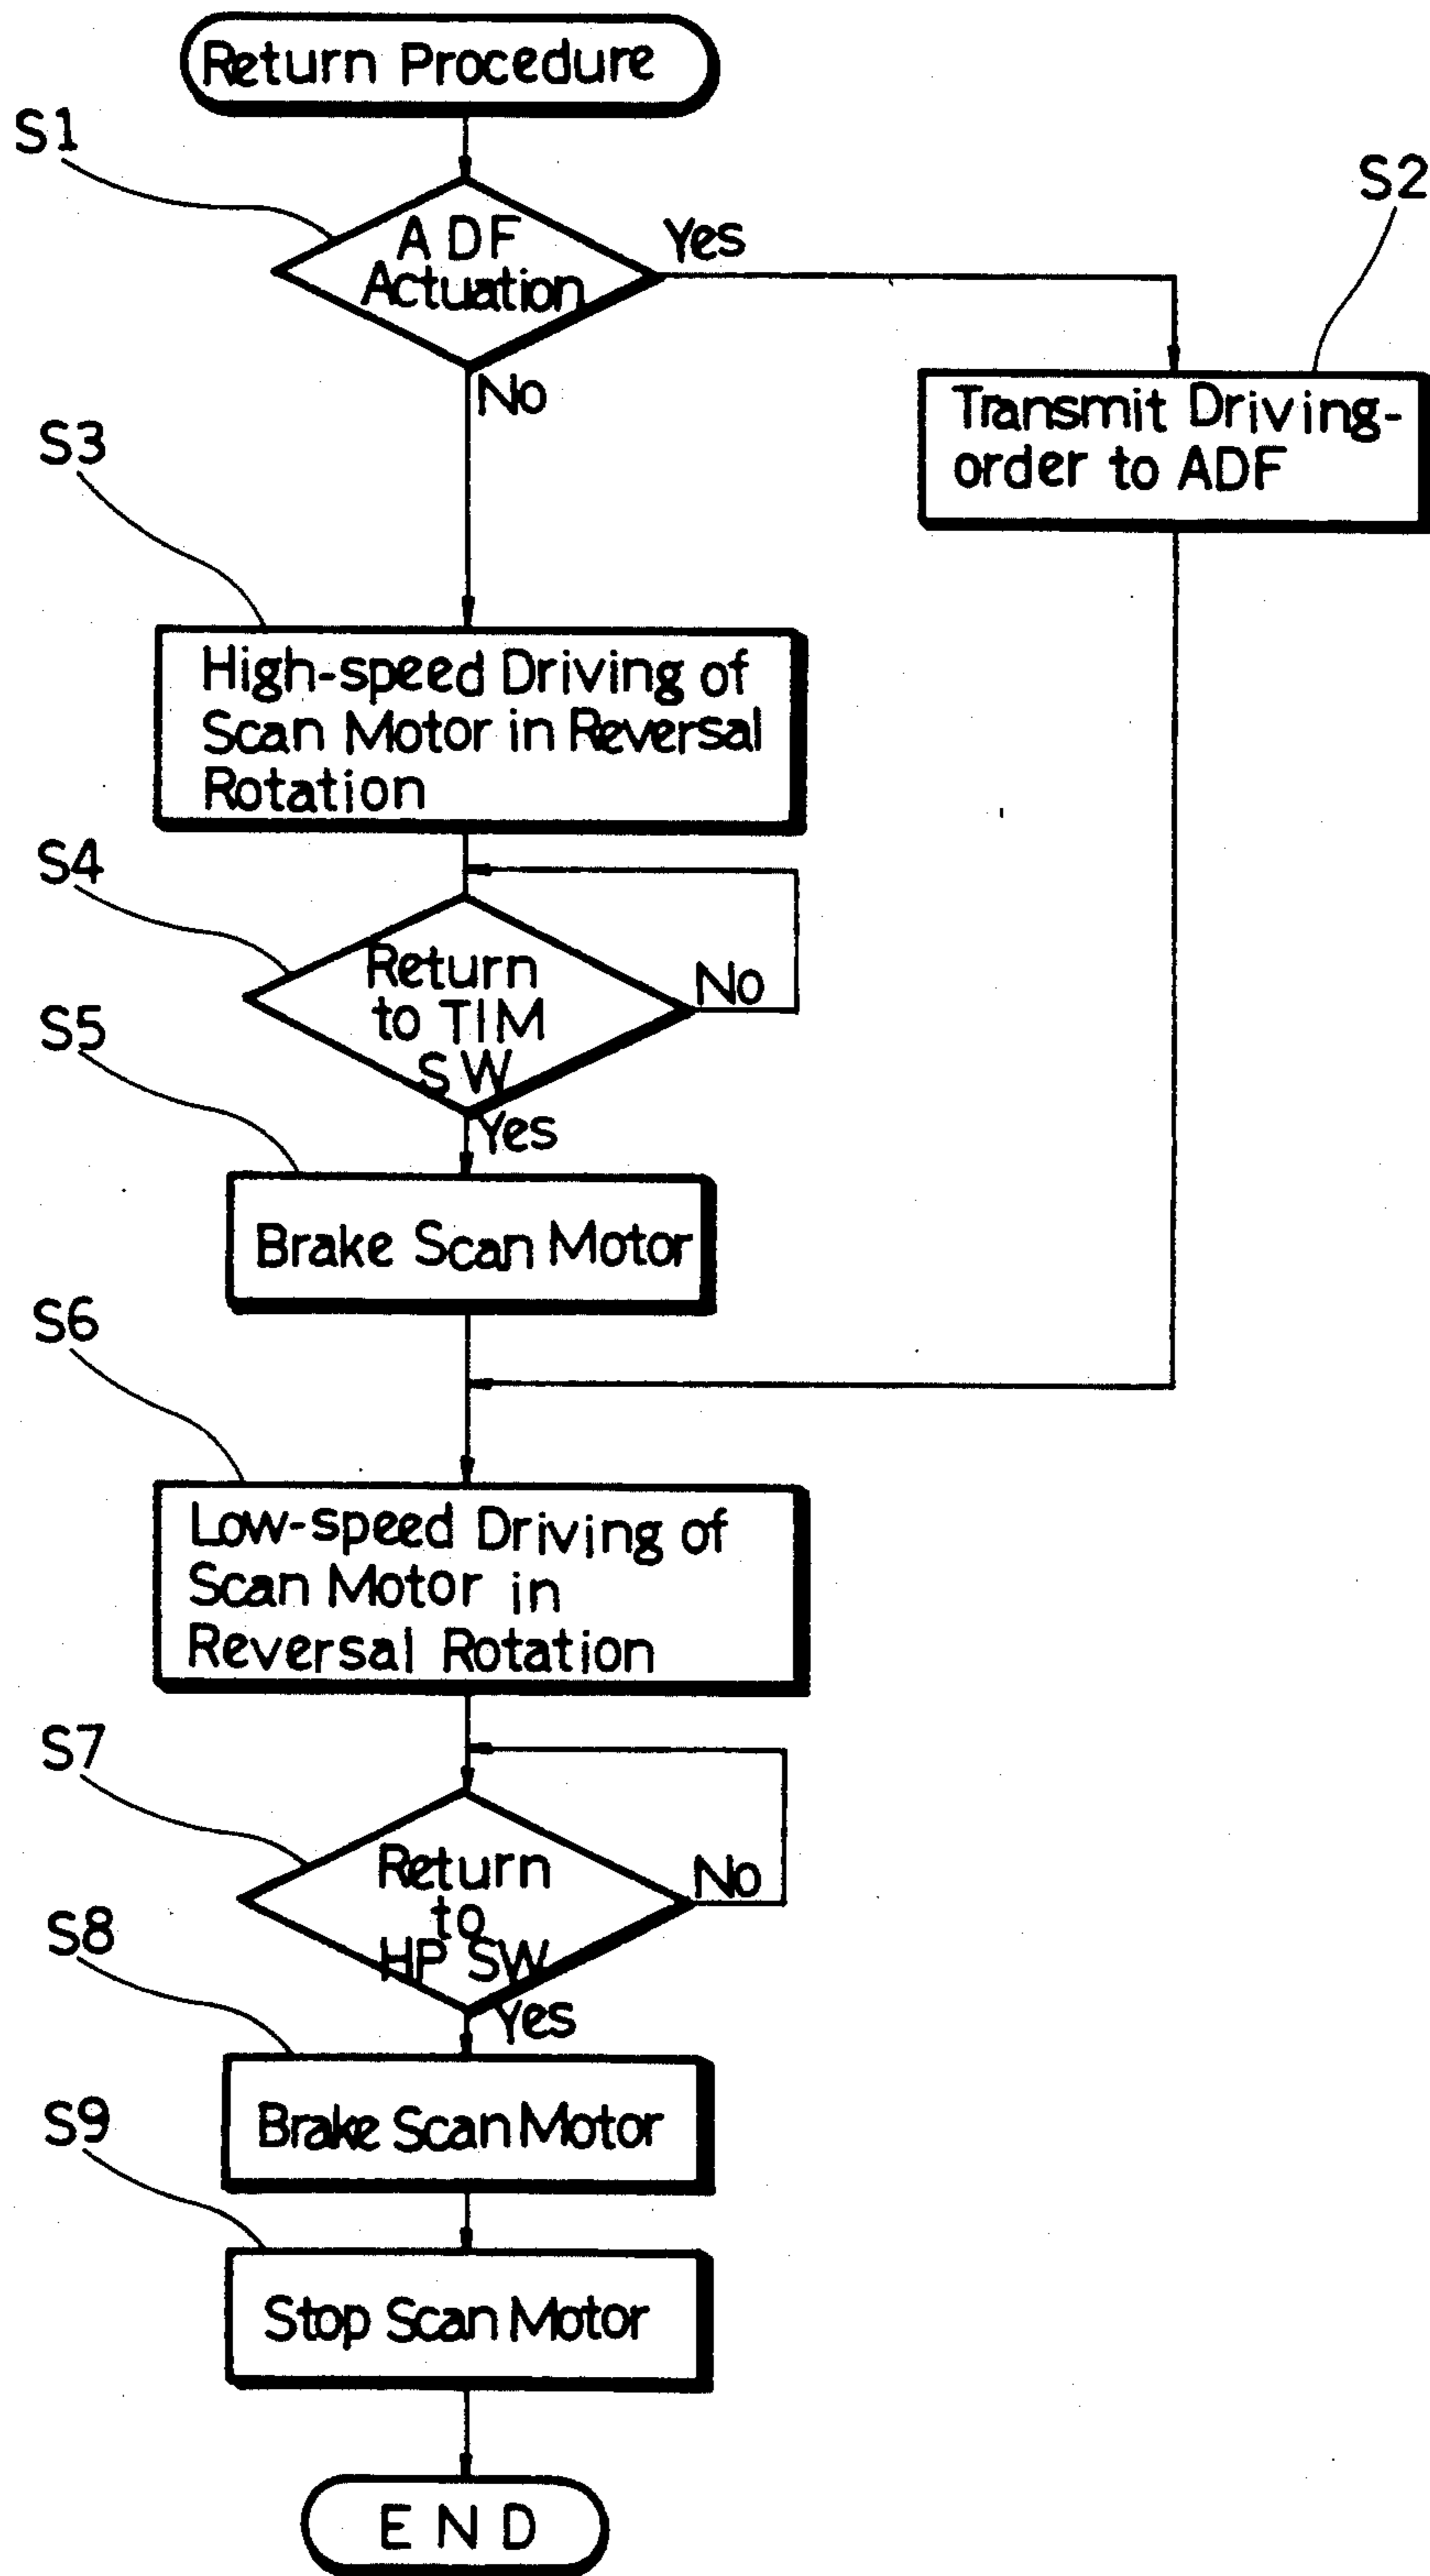 Return Procedure
S1
ADF
Actuation
Yes
S2
No
Transmit Driving-
order to ADF
S3
High-speed Driving of
Scan Motor in Reversal
Rotation
S4
Return
to TIM
SW
No
S5
Yes
Brake Scan Motor
S6
Low-speed Driving of
Scan Motor in
Reversal Rotation
S7
Return
to
HP SW
No
S8
Yes
Brake Scan Motor
S9
Stop Scan Motor
END